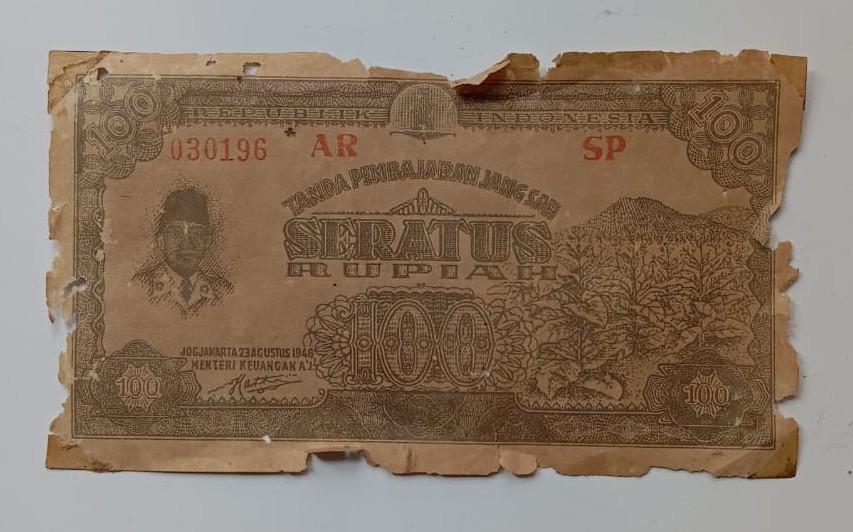 100
REPUBLIK INDONESIA
100
030196 AR SP
TANDA PEMBAJARAN JANG SAH
SERATUS
RUPIAH
100
JOGJAKARTA 23 AGUSTUS 1948
MENTERI KEUANGAN A.I.
Hatta
100
100